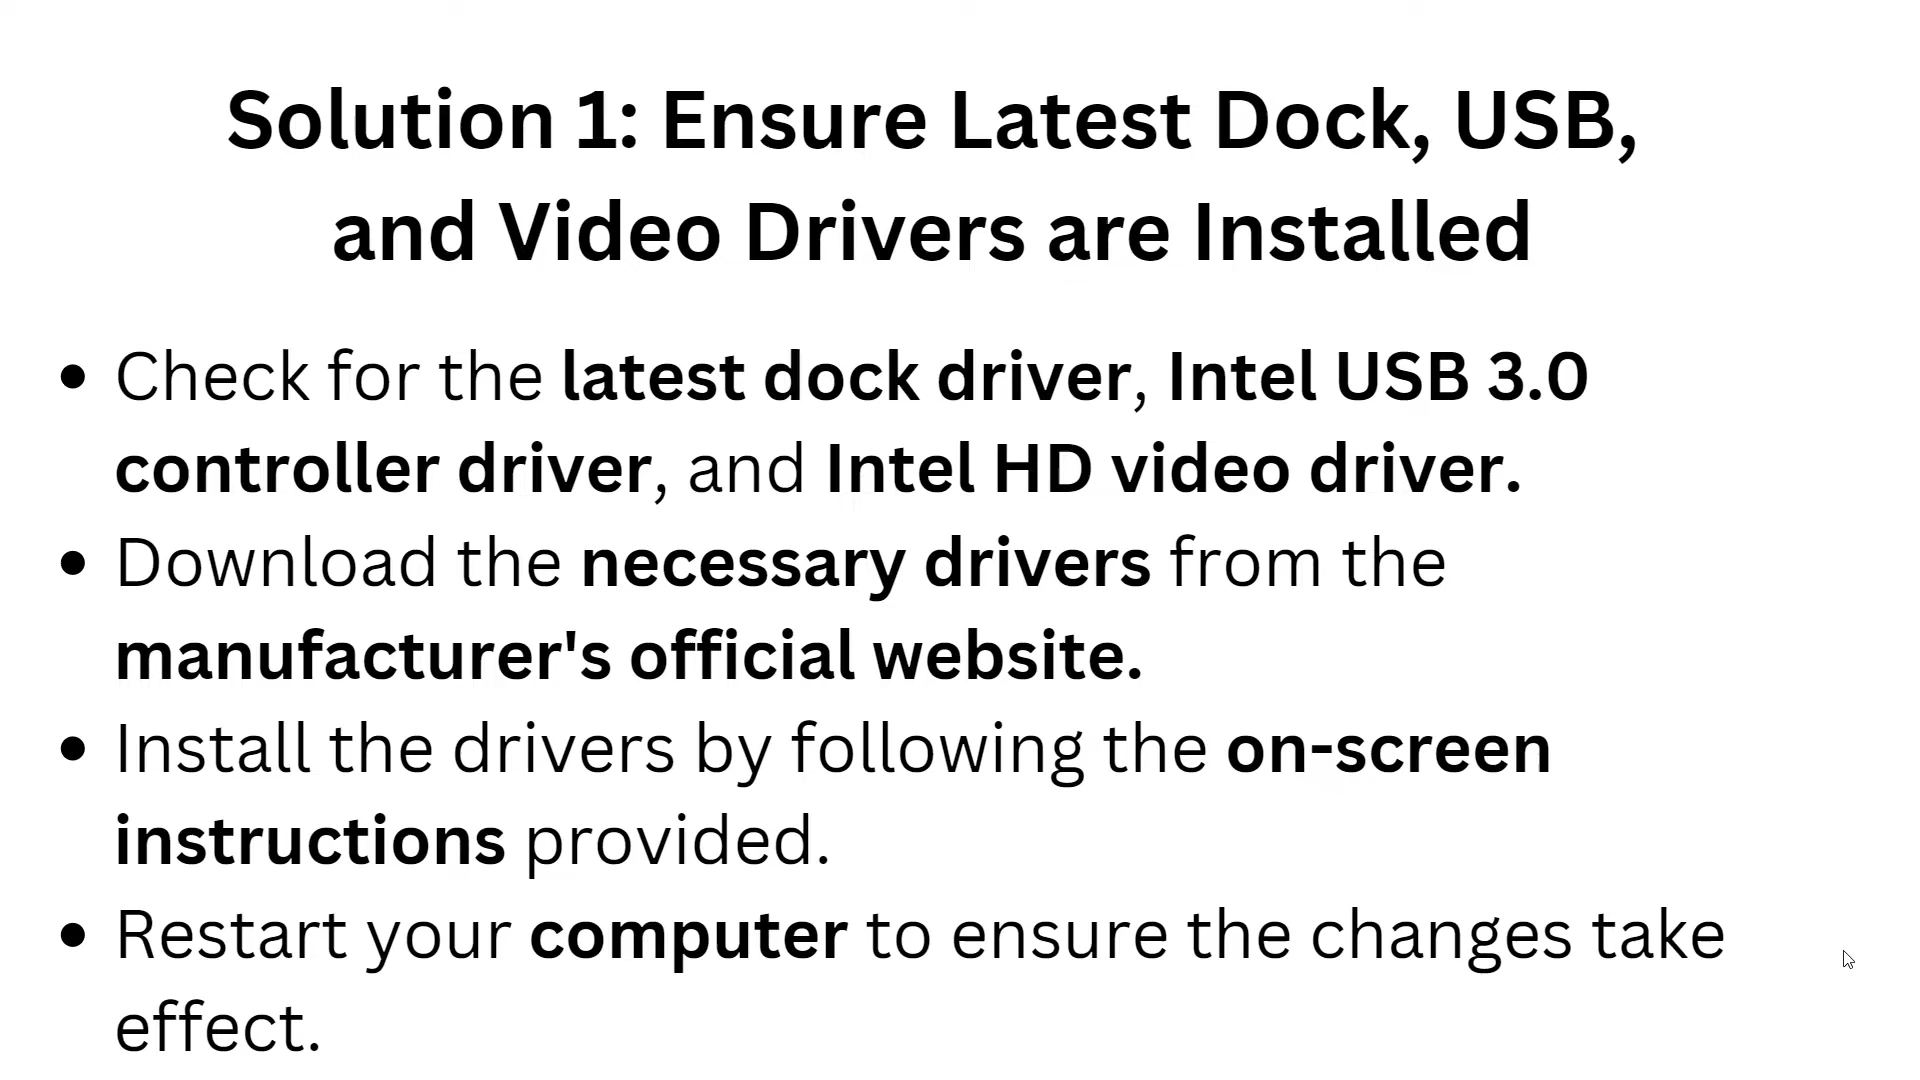 Solution 1: Ensure Latest Dock, USB,
and Video Drivers are Installed
• Check for the latest dock driver, Intel USB 3.0
controller driver, and Intel HD video driver.
• Download the necessary drivers from the
manufacturer's official website.
• Install the drivers by following the on-screen
instructions provided.
• Restart your computer to ensure the changes take
effect.